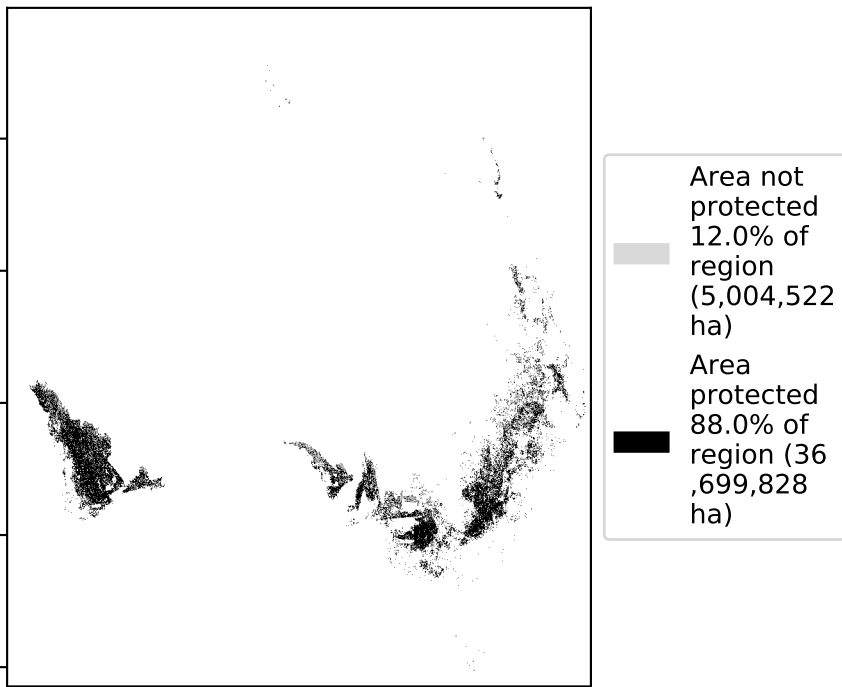 Area not
protected
12.0% of
region
(5,004,522
ha)
Area
protected
88.0% of
region (36
,699,828
ha)